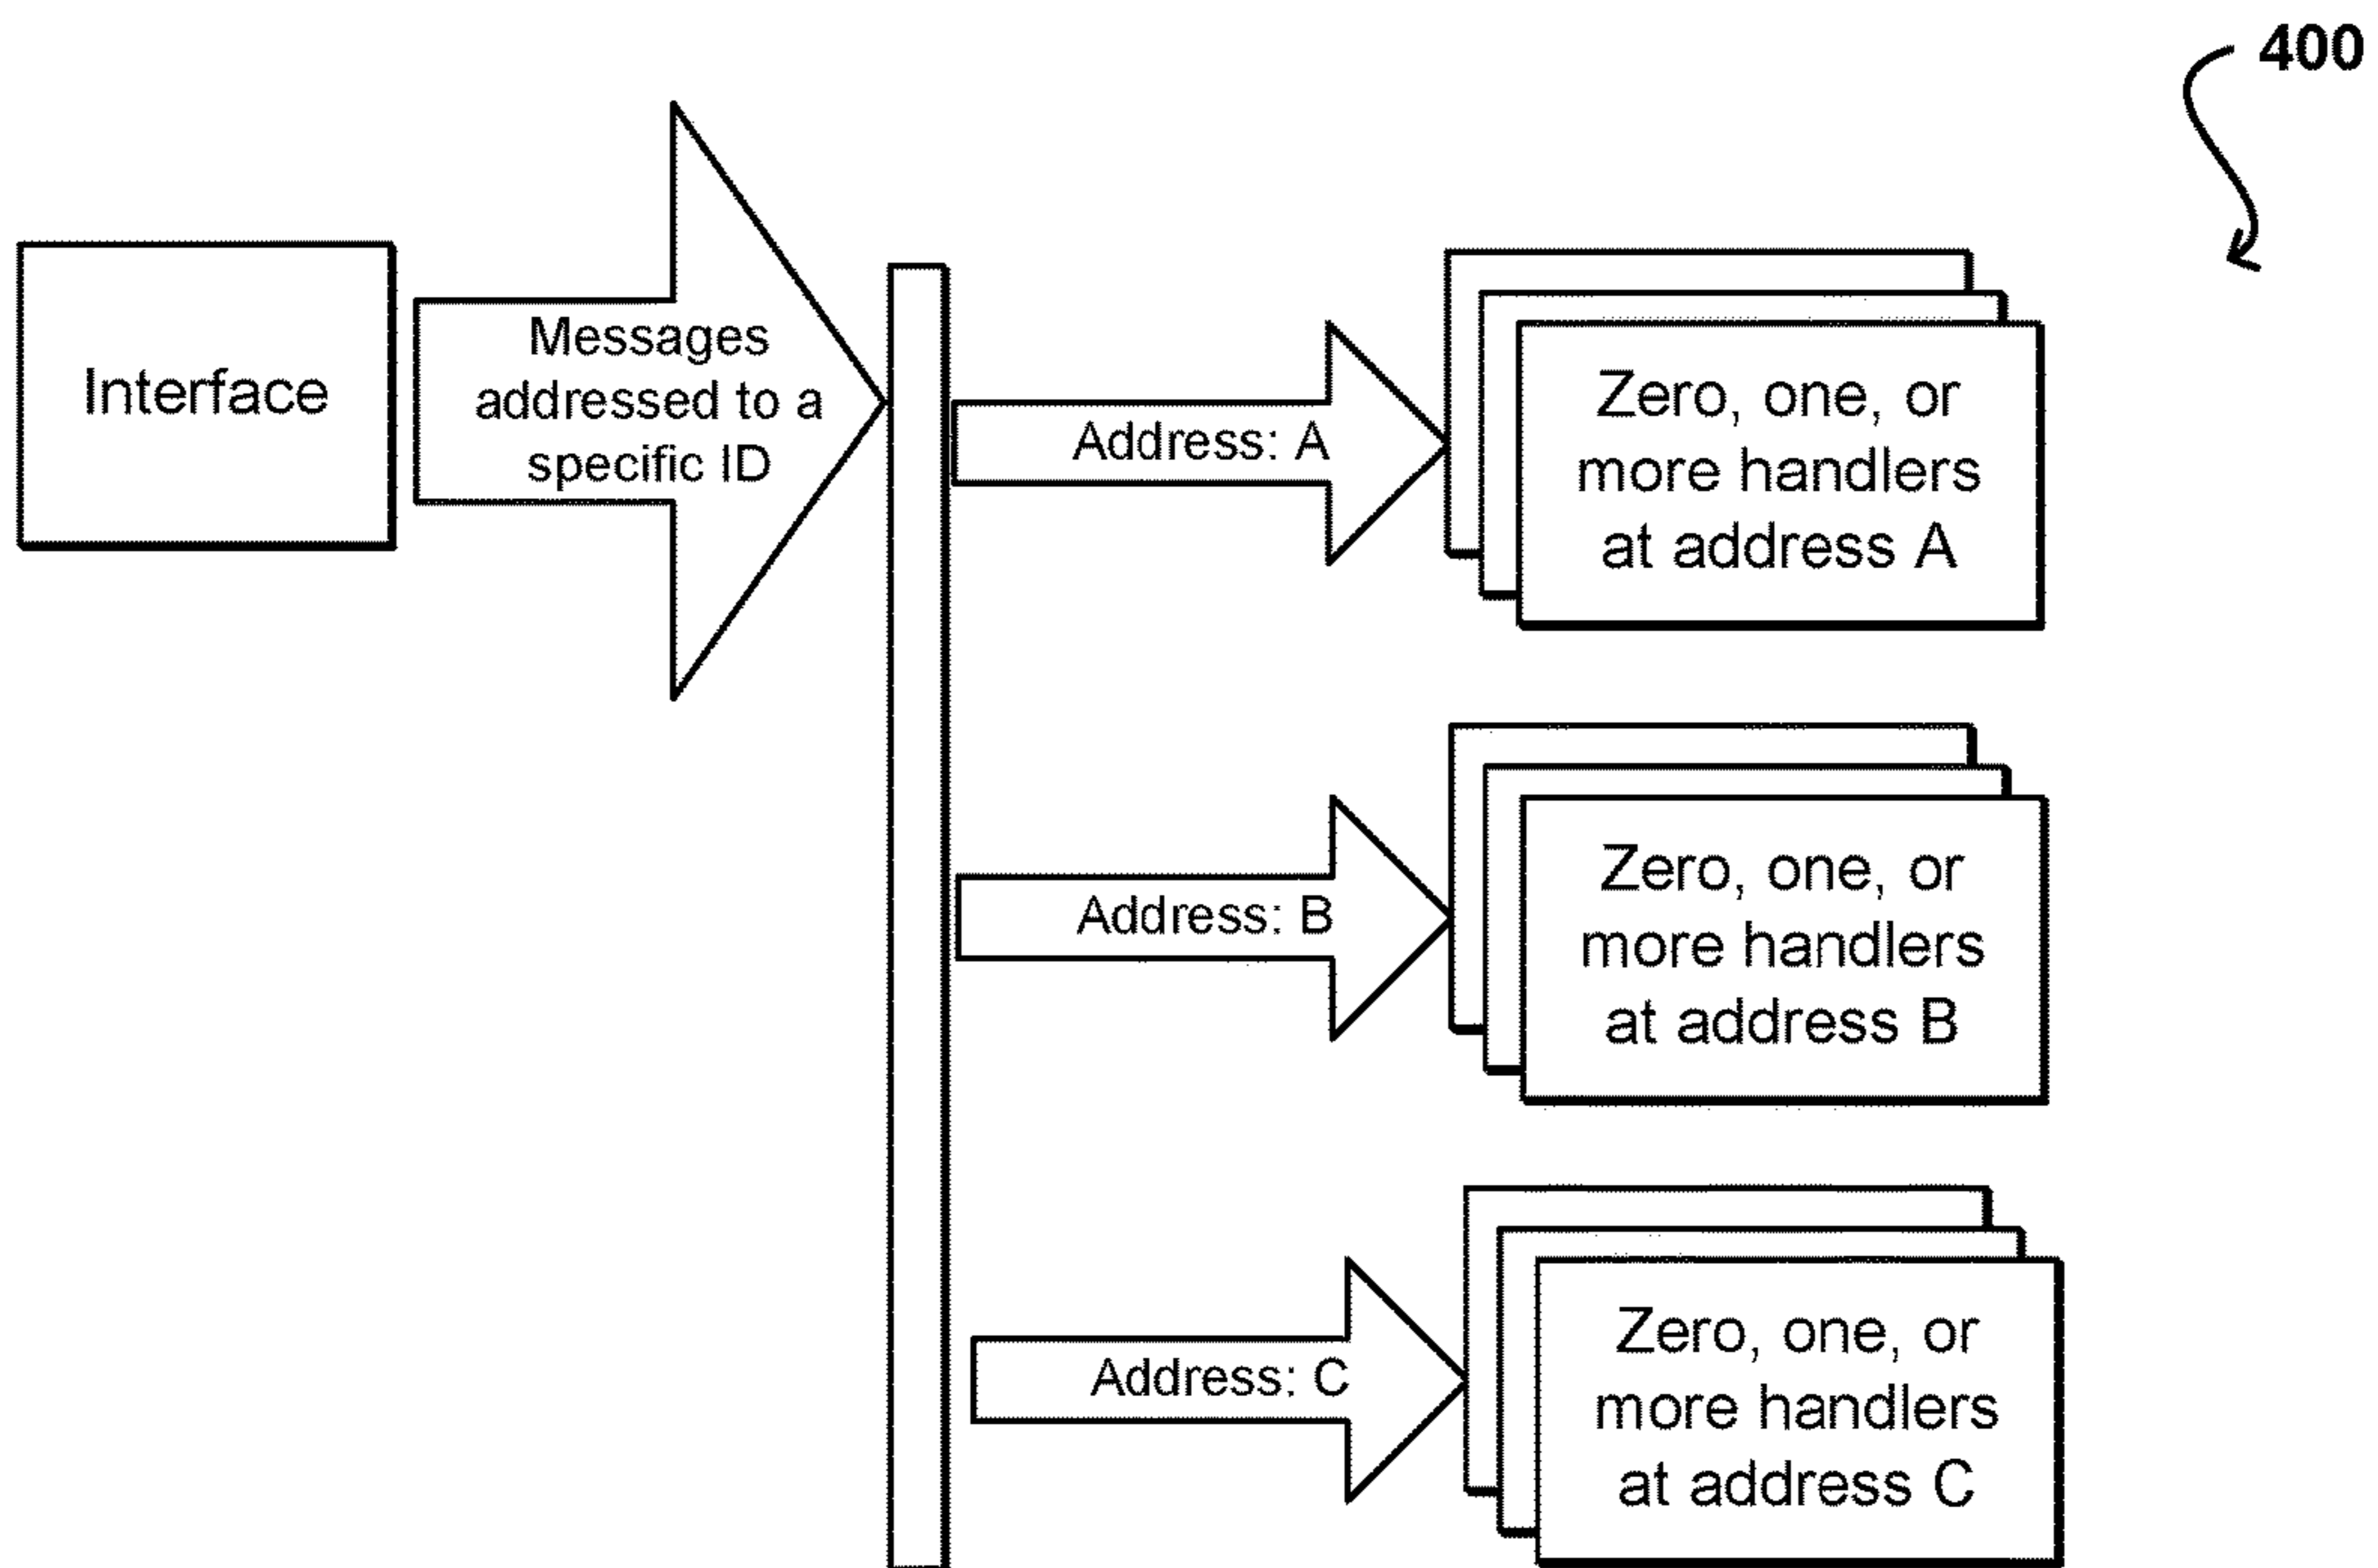 400
Interface
Messages
addressed to a
specific ID
Address: A
Zero, one, or
more handlers
at address A
Address: B
Zero, one, or
more handlers
at address B
Address: C
Zero, one, or
more handlers
at address C